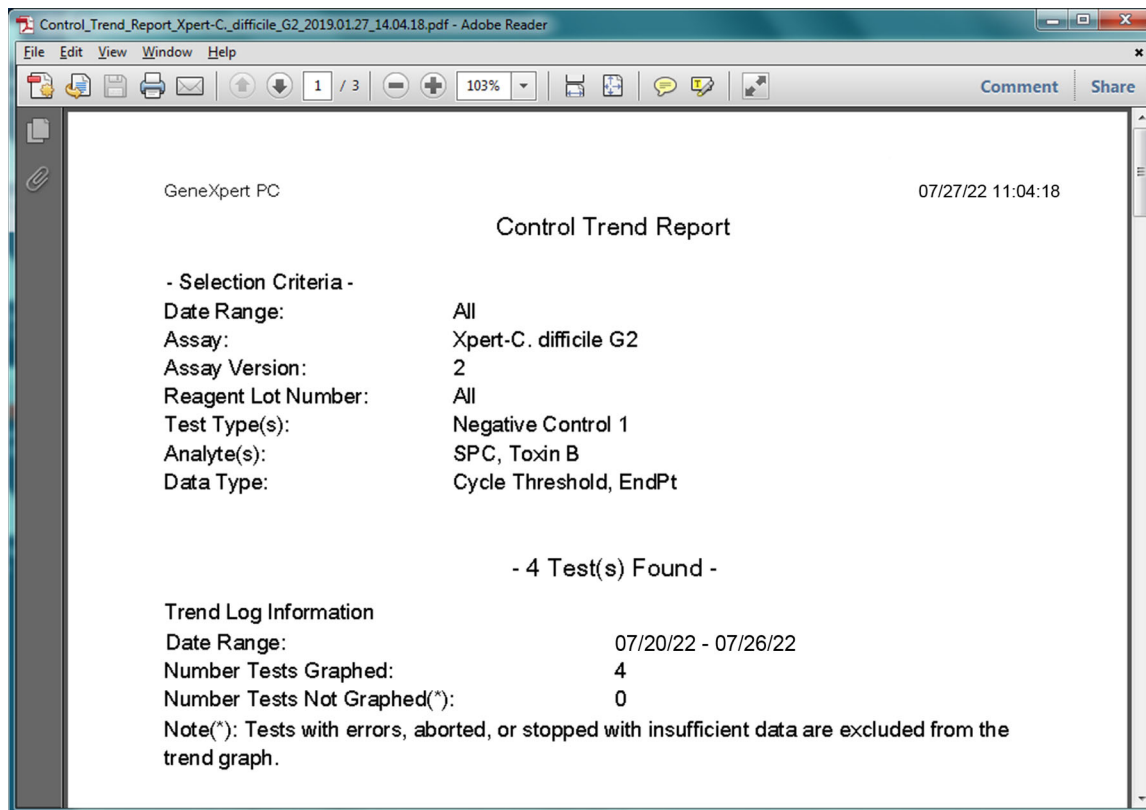 Control_Trend_Report_Xpert-C._difficile_G2_2019.01.27_14.04.18.pdf - Adobe Reader
File Edit View Window Help
1 / 3 103% Comment Share
GeneXpert PC 07/27/22 11:04:18
Control Trend Report
- Selection Criteria -
Date Range: All
Assay: Xpert-C. difficile G2
Assay Version: 2
Reagent Lot Number: All
Test Type(s): Negative Control 1
Analyte(s): SPC, Toxin B
Data Type: Cycle Threshold, EndPt
- 4 Test(s) Found -
Trend Log Information
Date Range: 07/20/22 - 07/26/22
Number Tests Graphed: 4
Number Tests Not Graphed(*): 0
Note(*): Tests with errors, aborted, or stopped with insufficient data are excluded from the
trend graph.